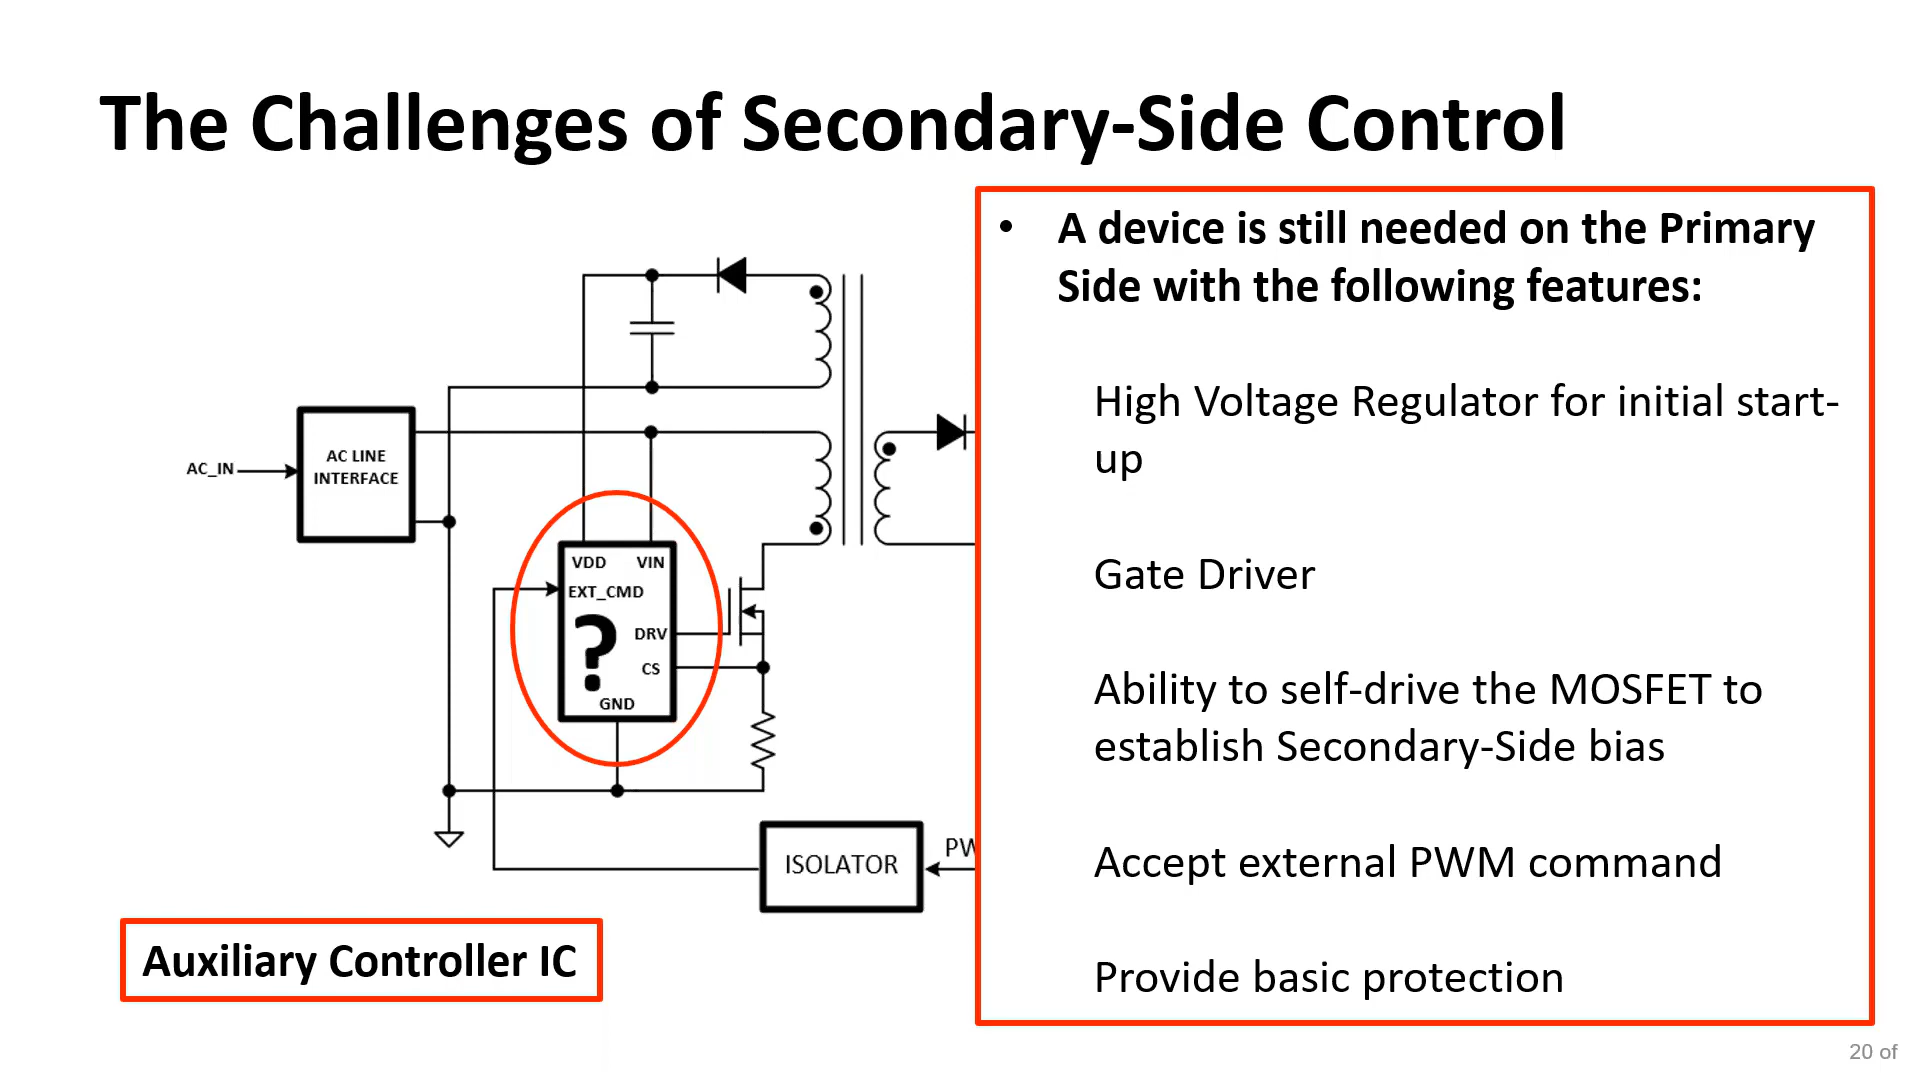 The Challenges of Secondary-Side Control
• A device is still needed on the Primary
Side with the following features:
High Voltage Regulator for initial start-
up
Gate Driver
Ability to self-drive the MOSFET to
establish Secondary-Side bias
Accept external PWM command
Provide basic protection
AC_IN
AC LINE
INTERFACE
VDD VIN
EXT_CMD
?
DRV
CS
GND
ISOLATOR
Auxiliary Controller IC
20 of